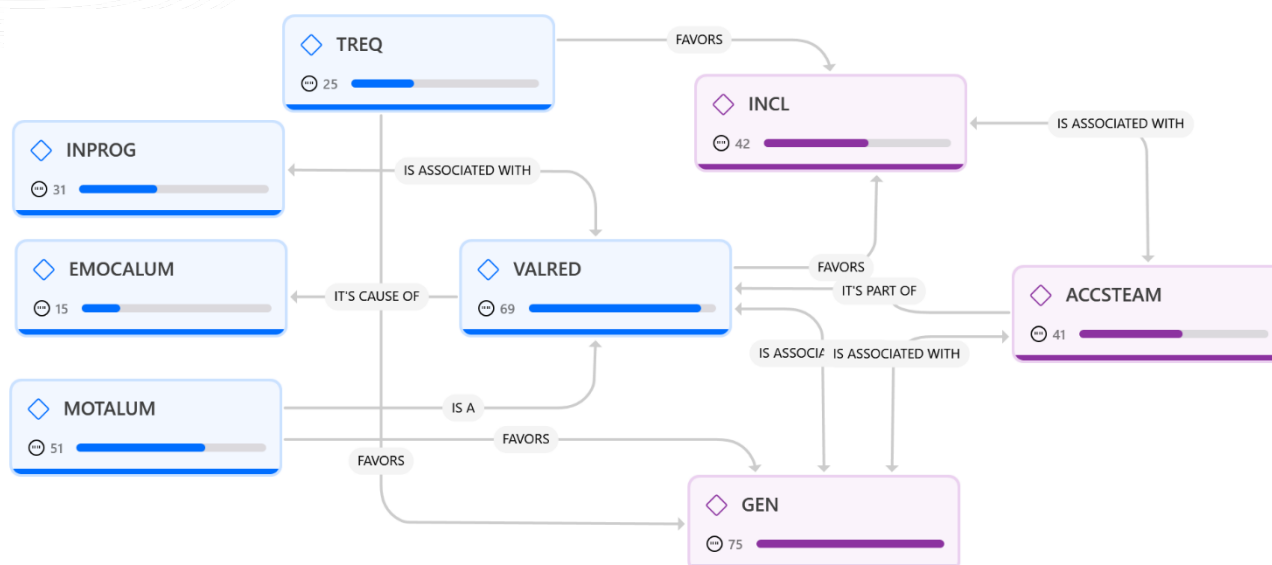 TREQ
25
FAVORS
INCL
42
IS ASSOCIATED WITH
INPROG
31
IS ASSOCIATED WITH
EMOCALUM
15
IT'S CAUSE OF
VALRED
69
FAVORS
IT'S PART OF
ACCSTEAM
41
IS ASSOCIA
IS ASSOCIATED WITH
MOTALUM
51
IS A
FAVORS
FAVORS
GEN
75